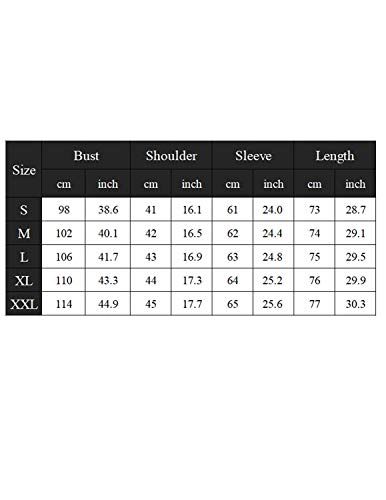 Size Bust Shoulder Sleeve Length
cm inch cm inch cm inch cm inch
S 98 38.6 41 16.1 61 24.0 73 28.7
M 102 40.1 42 16.5 62 24.4 74 29.1
L 106 41.7 43 16.9 63 24.8 75 29.5
XL 110 43.3 44 17.3 64 25.2 76 29.9
XXL 114 44.9 45 17.7 65 25.6 77 30.3